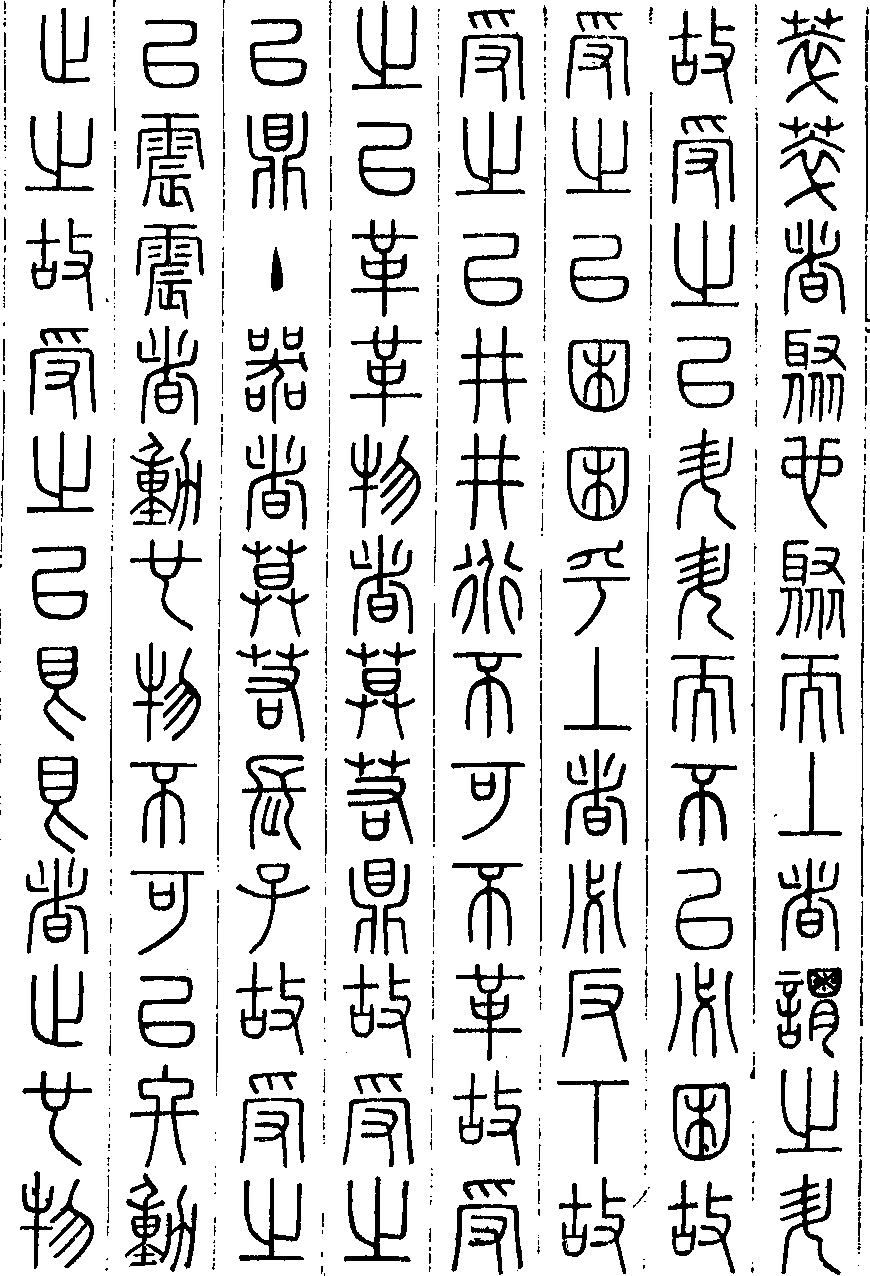 萃萃者聚也聚而上者謂之升
故受之以升升而不已必困故
受之以困困乎上者必反下故
受之以井井道不可不革故受
之以革革物者莫若鼎故受之
以鼎主器者莫若長子故受之
以震震者動也物不可以終動
止之故受之以艮艮者止也物